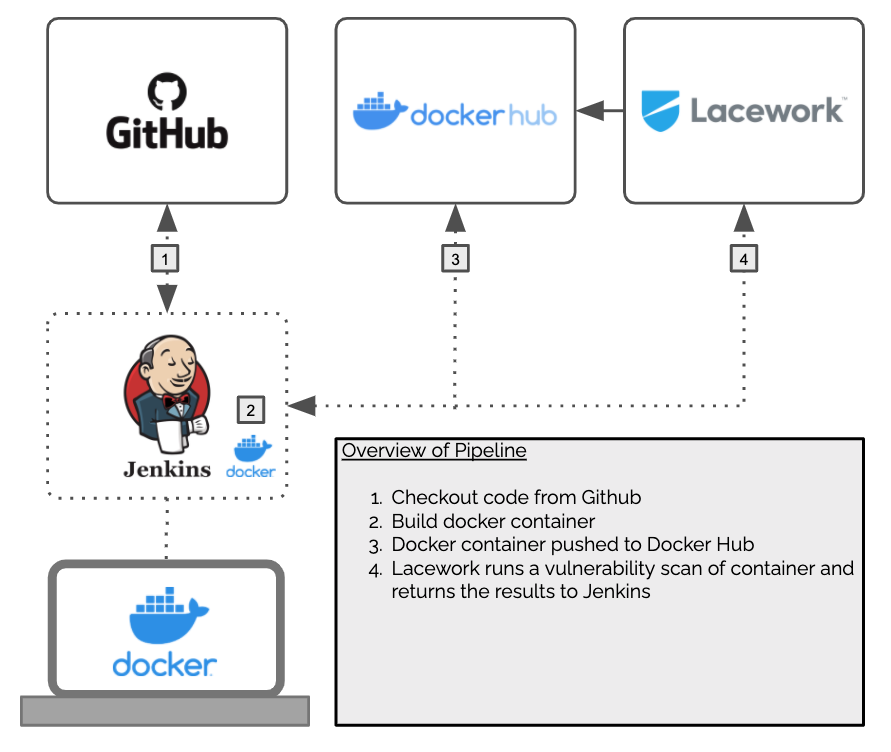 GitHub
docker hub
Lacework™
1
3
4
2
Jenkins
docker
docker
Overview of Pipeline
1. Checkout code from Github
2. Build docker container
3. Docker container pushed to Docker Hub
4. Lacework runs a vulnerability scan of container and
returns the results to Jenkins